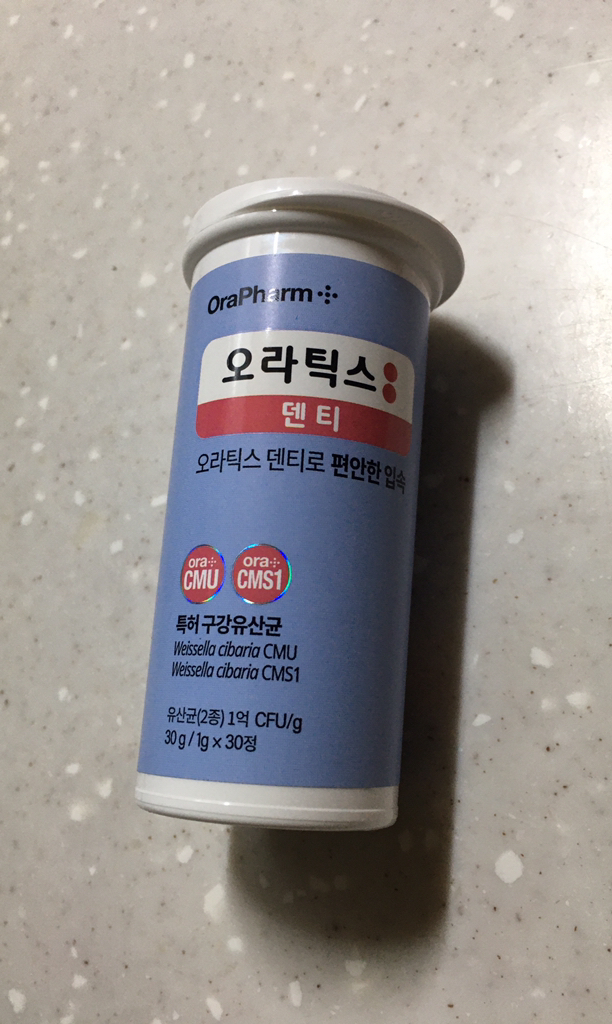 OraPharm
오라틱스
덴티
오라틱스 덴티로 편안한 입속
ora CMU
ora CMS1
특허 구강유산균
Weissella cibaria CMU
Weissella cibaria CMS1
유산균(2종) 1억 CFU/g
30 g / 1g × 30정